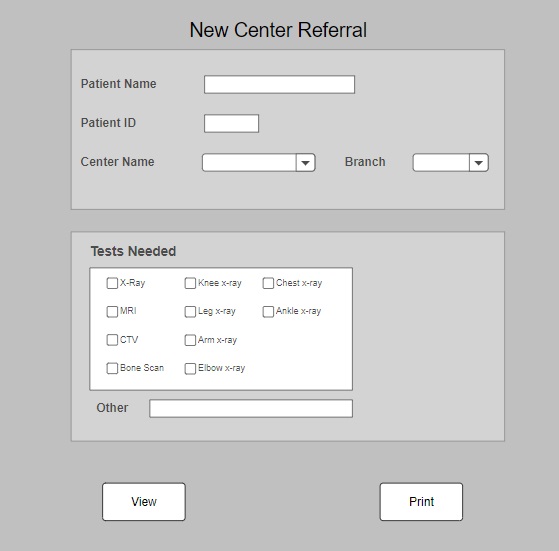 New Center Referral
Patient Name
Patient ID
Center Name Branch
Tests Needed
X-Ray Knee x-ray Chest x-ray
MRI Leg x-ray Ankle x-ray
CTV Arm x-ray
Bone Scan Elbow x-ray
Other
View Print